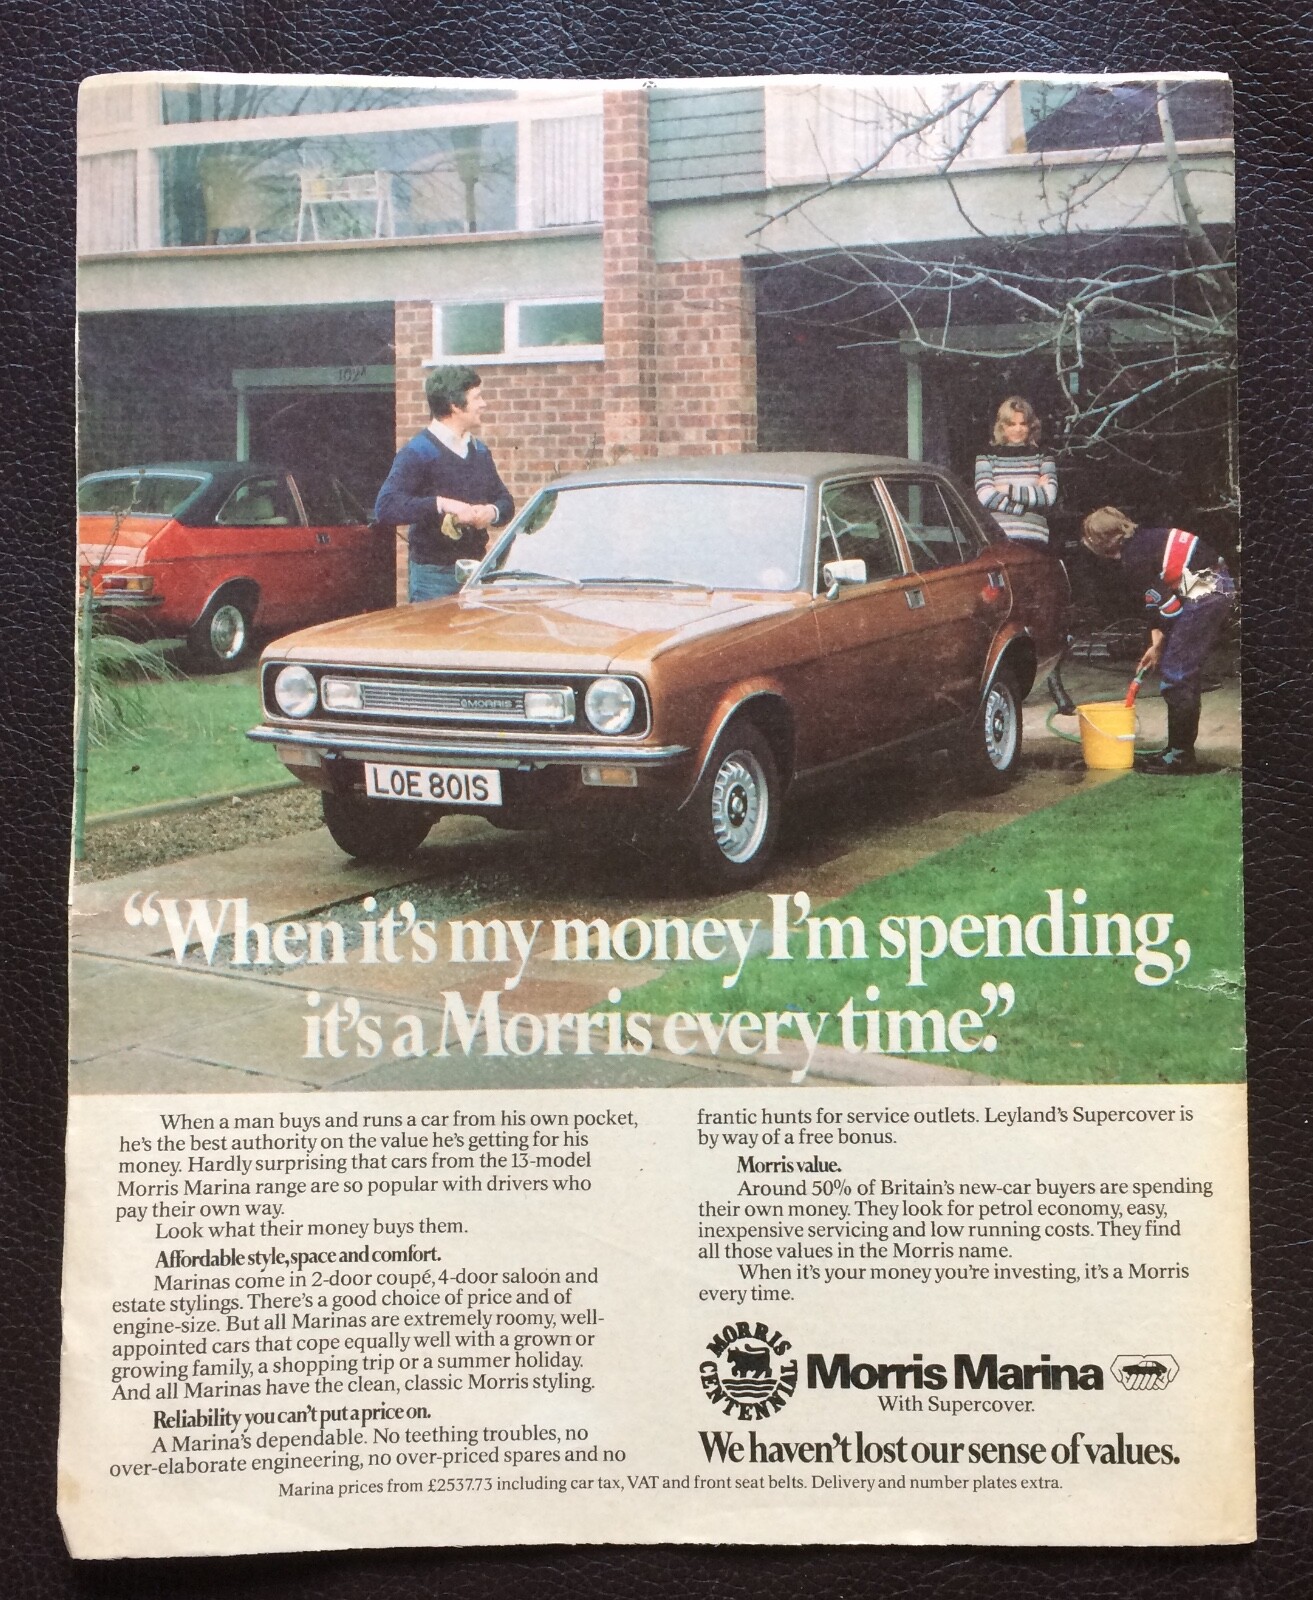 102A
MORRIS
LOE 801S
“When it’s my money I’m spending,
it’s a Morris every time.”
When a man buys and runs a car from his own pocket,
he’s the best authority on the value he’s getting for his
money. Hardly surprising that cars from the 13-model
Morris Marina range are so popular with drivers who
pay their own way.
Look what their money buys them.
Affordable style, space and comfort.
Marinas come in 2-door coupé, 4-door saloon and
estate stylings. There’s a good choice of price and of
engine-size. But all Marinas are extremely roomy, well-
appointed cars that cope equally well with a grown or
growing family, a shopping trip or a summer holiday.
And all Marinas have the clean, classic Morris styling.
Reliability you can’t put a price on.
A Marina’s dependable. No teething troubles, no
over-elaborate engineering, no over-priced spares and no
frantic hunts for service outlets. Leyland’s Supercover is
by way of a free bonus.
Morris value.
Around 50% of Britain’s new-car buyers are spending
their own money. They look for petrol economy, easy,
inexpensive servicing and low running costs. They find
all those values in the Morris name.
When it’s your money you’re investing, it’s a Morris
every time.
MORRIS CENTENNIAL
Morris Marina
With Supercover.
We haven’t lost our sense of values.
Marina prices from £2537.73 including car tax, VAT and front seat belts. Delivery and number plates extra.